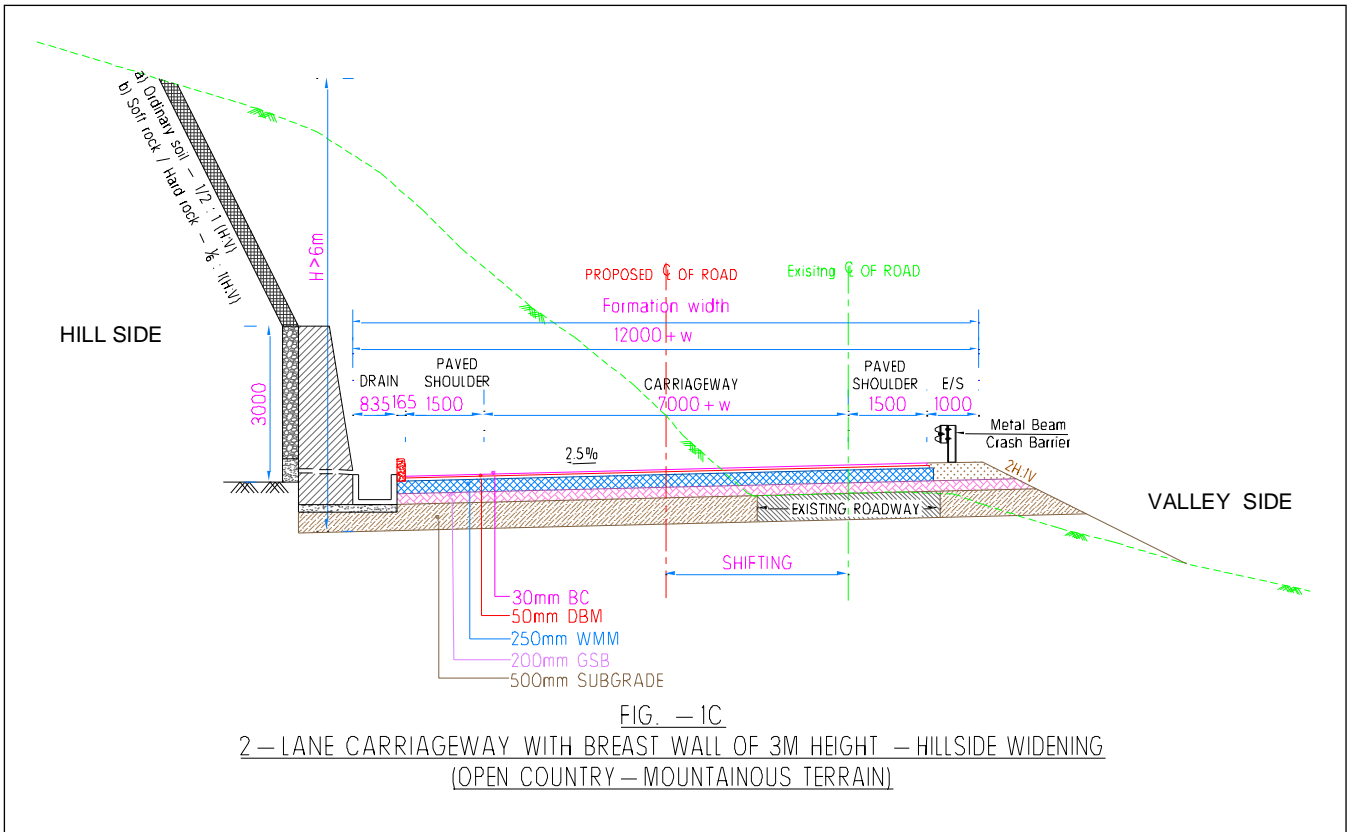 a) Ordinary soil – 1/2 : 1 (H:V)
b) Soft rock / Hard rock – 1/6 : 1(H:V)
H>6m
PROPOSED ℄ OF ROAD
Exisitng ℄ OF ROAD
Formation width
12000+w
HILL SIDE
3000
DRAIN
835
165
PAVED
SHOULDER
1500
CARRIAGEWAY
7000+w
PAVED
SHOULDER
1500
E/S
1000
Metal Beam
Crash Barrier
2.5%
2H:1V
VALLEY SIDE
EXISTING ROADWAY
SHIFTING
30mm BC
50mm DBM
250mm WMM
200mm GSB
500mm SUBGRADE
FIG. – 1C
2 – LANE CARRIAGEWAY WITH BREAST WALL OF 3M HEIGHT – HILLSIDE WIDENING
(OPEN COUNTRY – MOUNTAINOUS TERRAIN)